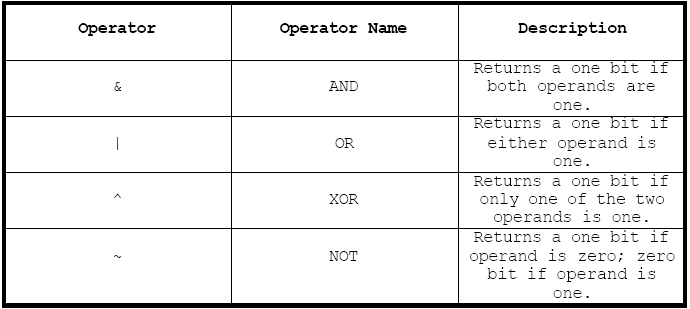 Operator Operator Name Description
& AND Returns a one bit if
both operands are
one.
| OR Returns a one bit if
either operand is
one.
^ XOR Returns a one bit if
only one of the two
operands is one.
~ NOT Returns a one bit if
operand is zero; zero
bit if operand is
one.